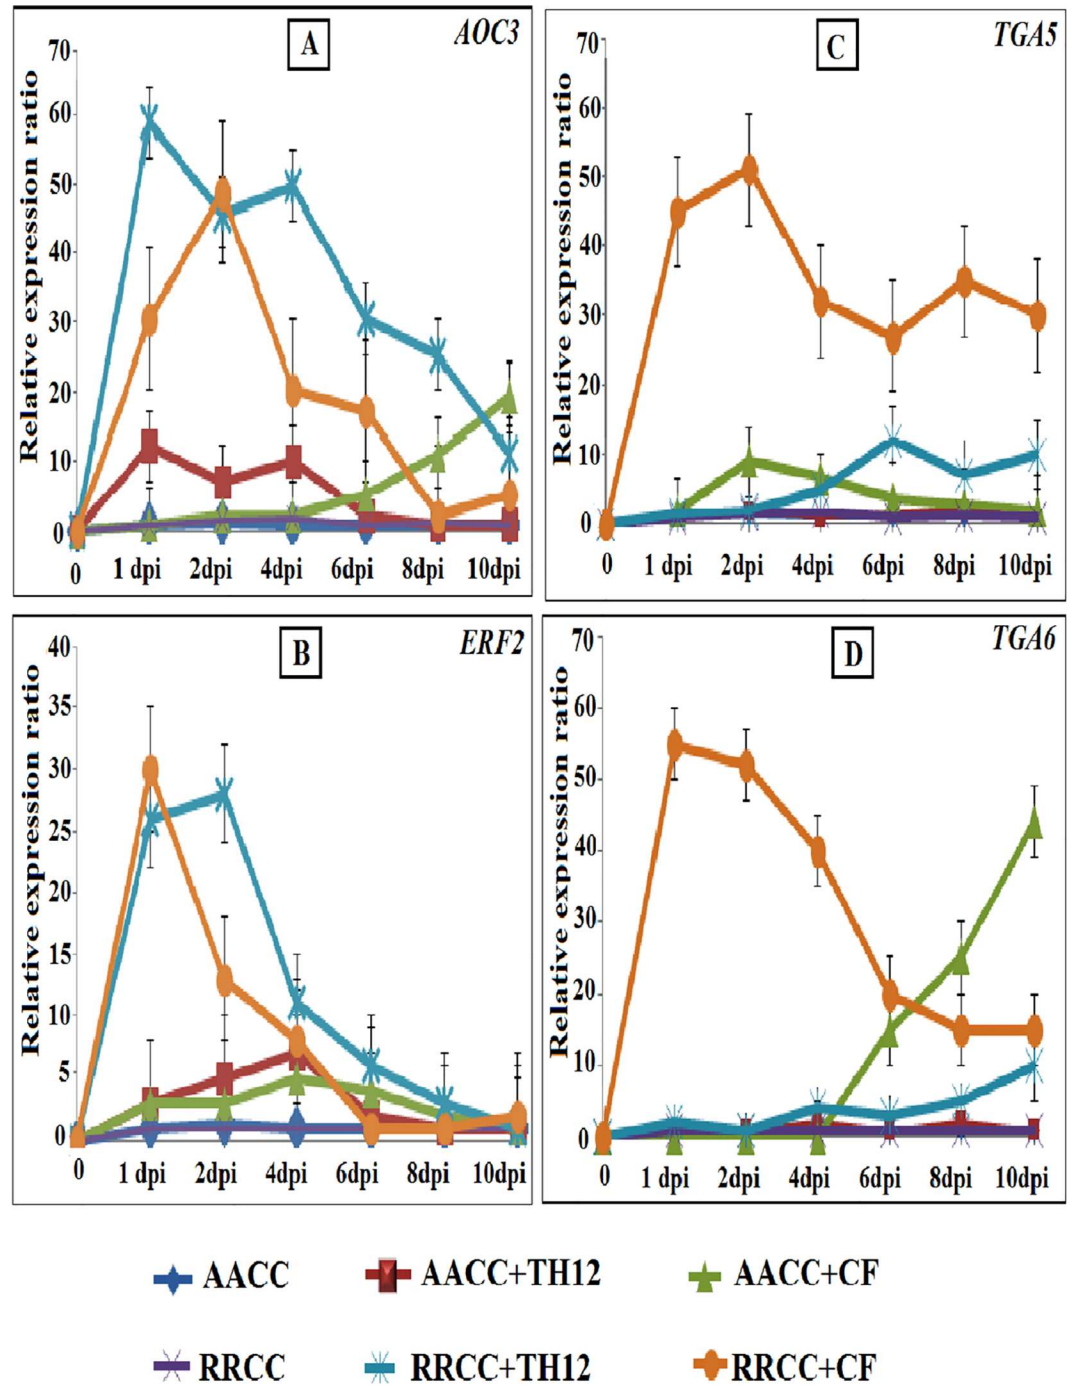 A
AOC3
Relative expression ratio
70
60
50
40
30
20
10
0
0 1 dpi 2dpi 4dpi 6dpi 8dpi 10dpi
C
TGA5
Relative expression ratio
70
60
50
40
30
20
10
0
0 1 dpi 2dpi 4dpi 6dpi 8dpi 10dpi
B
ERF2
Relative expression ratio
40
35
30
25
20
15
10
5
0
0 1 dpi 2dpi 4dpi 6dpi 8dpi 10dpi
D
TGA6
Relative expression ratio
70
60
50
40
30
20
10
0
0 1 dpi 2dpi 4dpi 6dpi 8dpi 10dpi
AACC AACC+TH12 AACC+CF
RRCC RRCC+TH12 RRCC+CF